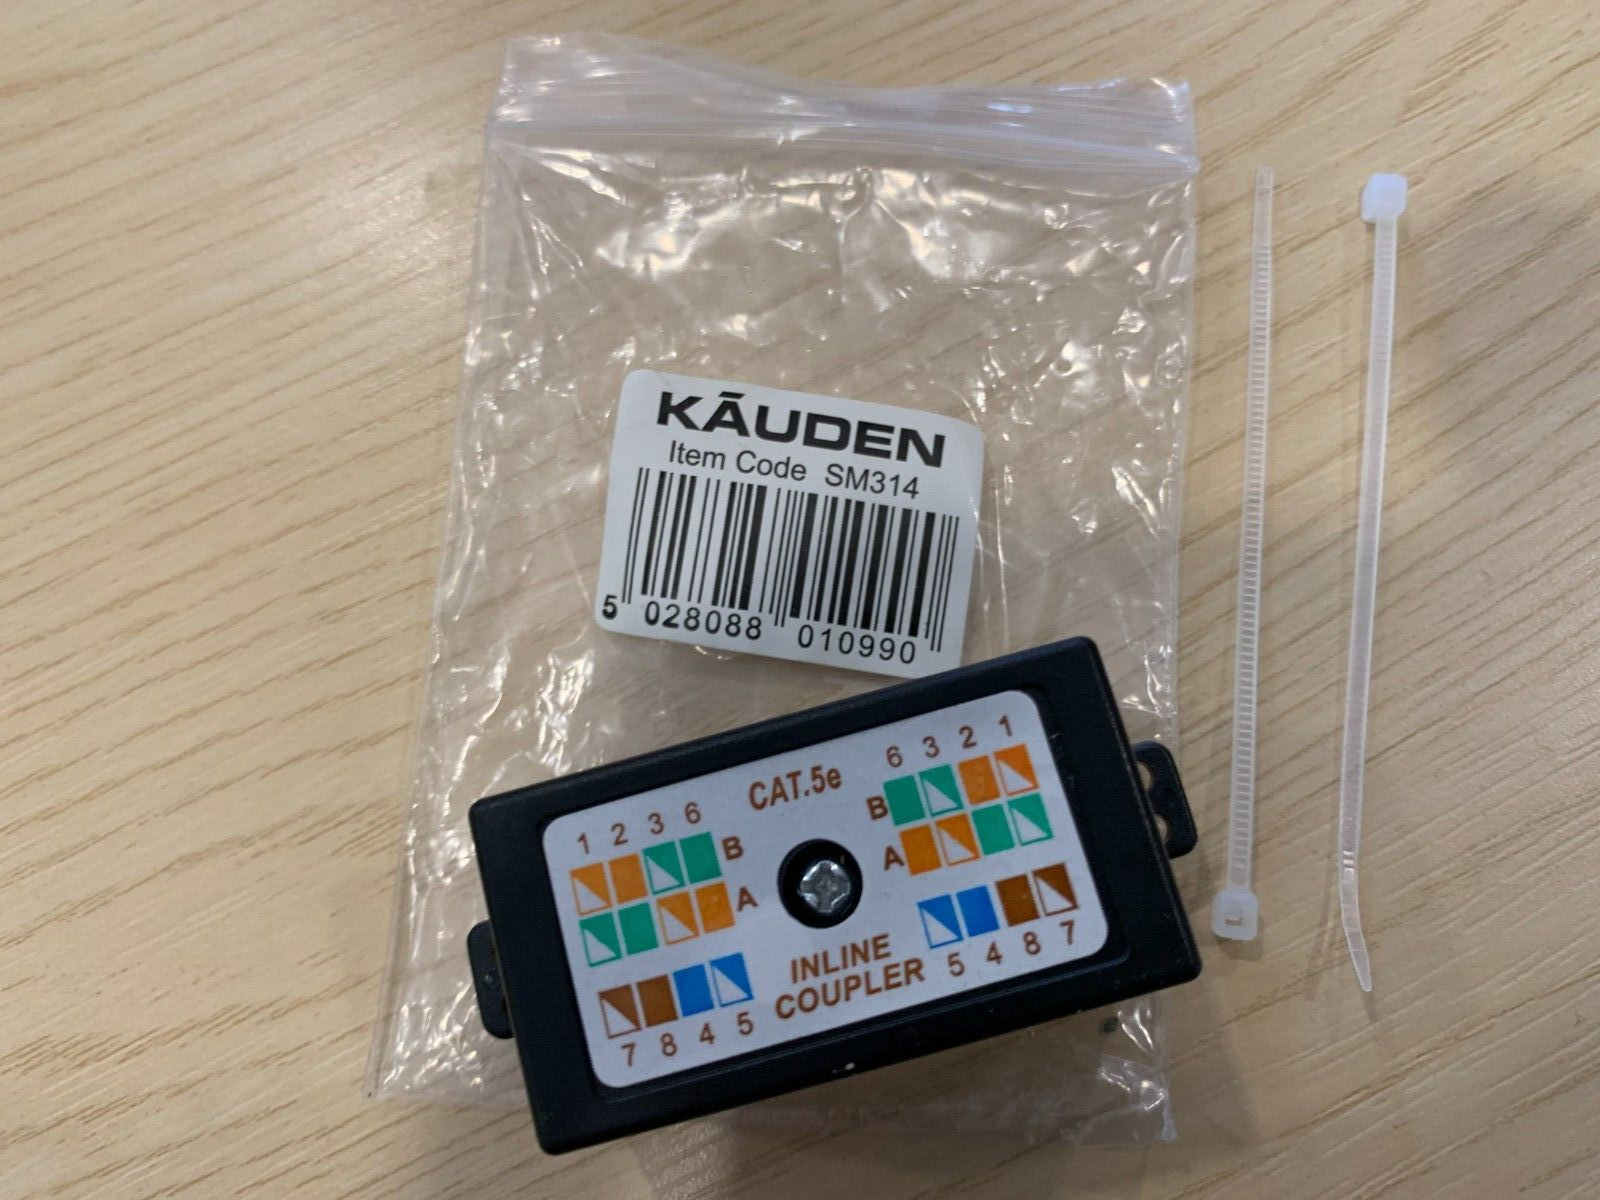 KÃUDEN
Item Code SM314
5 028088 010990
1 2 3 6
B
A
7 8 4 5
CAT.5e
INLINE
COUPLER
6 3 2 1
B
A
5 4 8 7